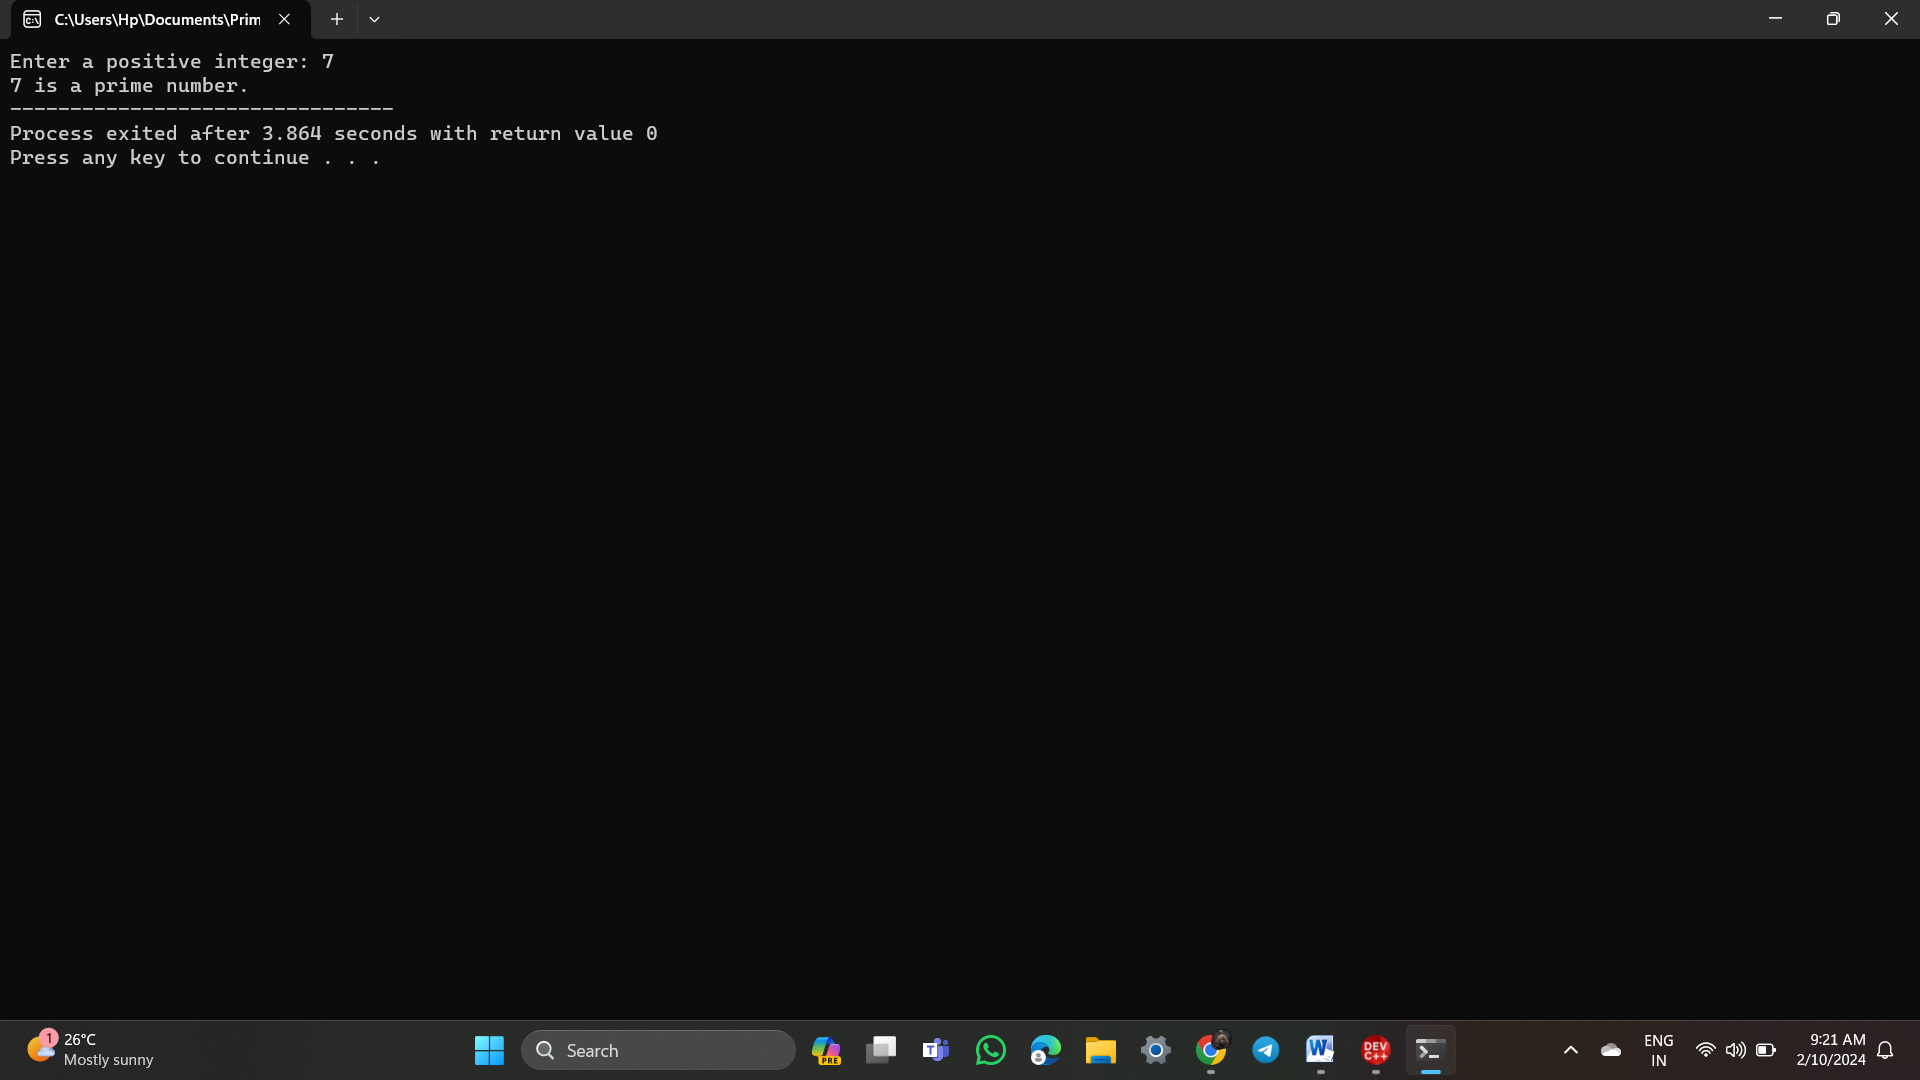 C:\Users\Hp\Documents\Prim
Enter a positive integer: 7
7 is a prime number.
--------------------------------
Process exited after 3.864 seconds with return value 0
Press any key to continue . . .
1
26°C
Mostly sunny
Search
PRE
T
W
DEV
C++
ENG
IN
9:21 AM
2/10/2024